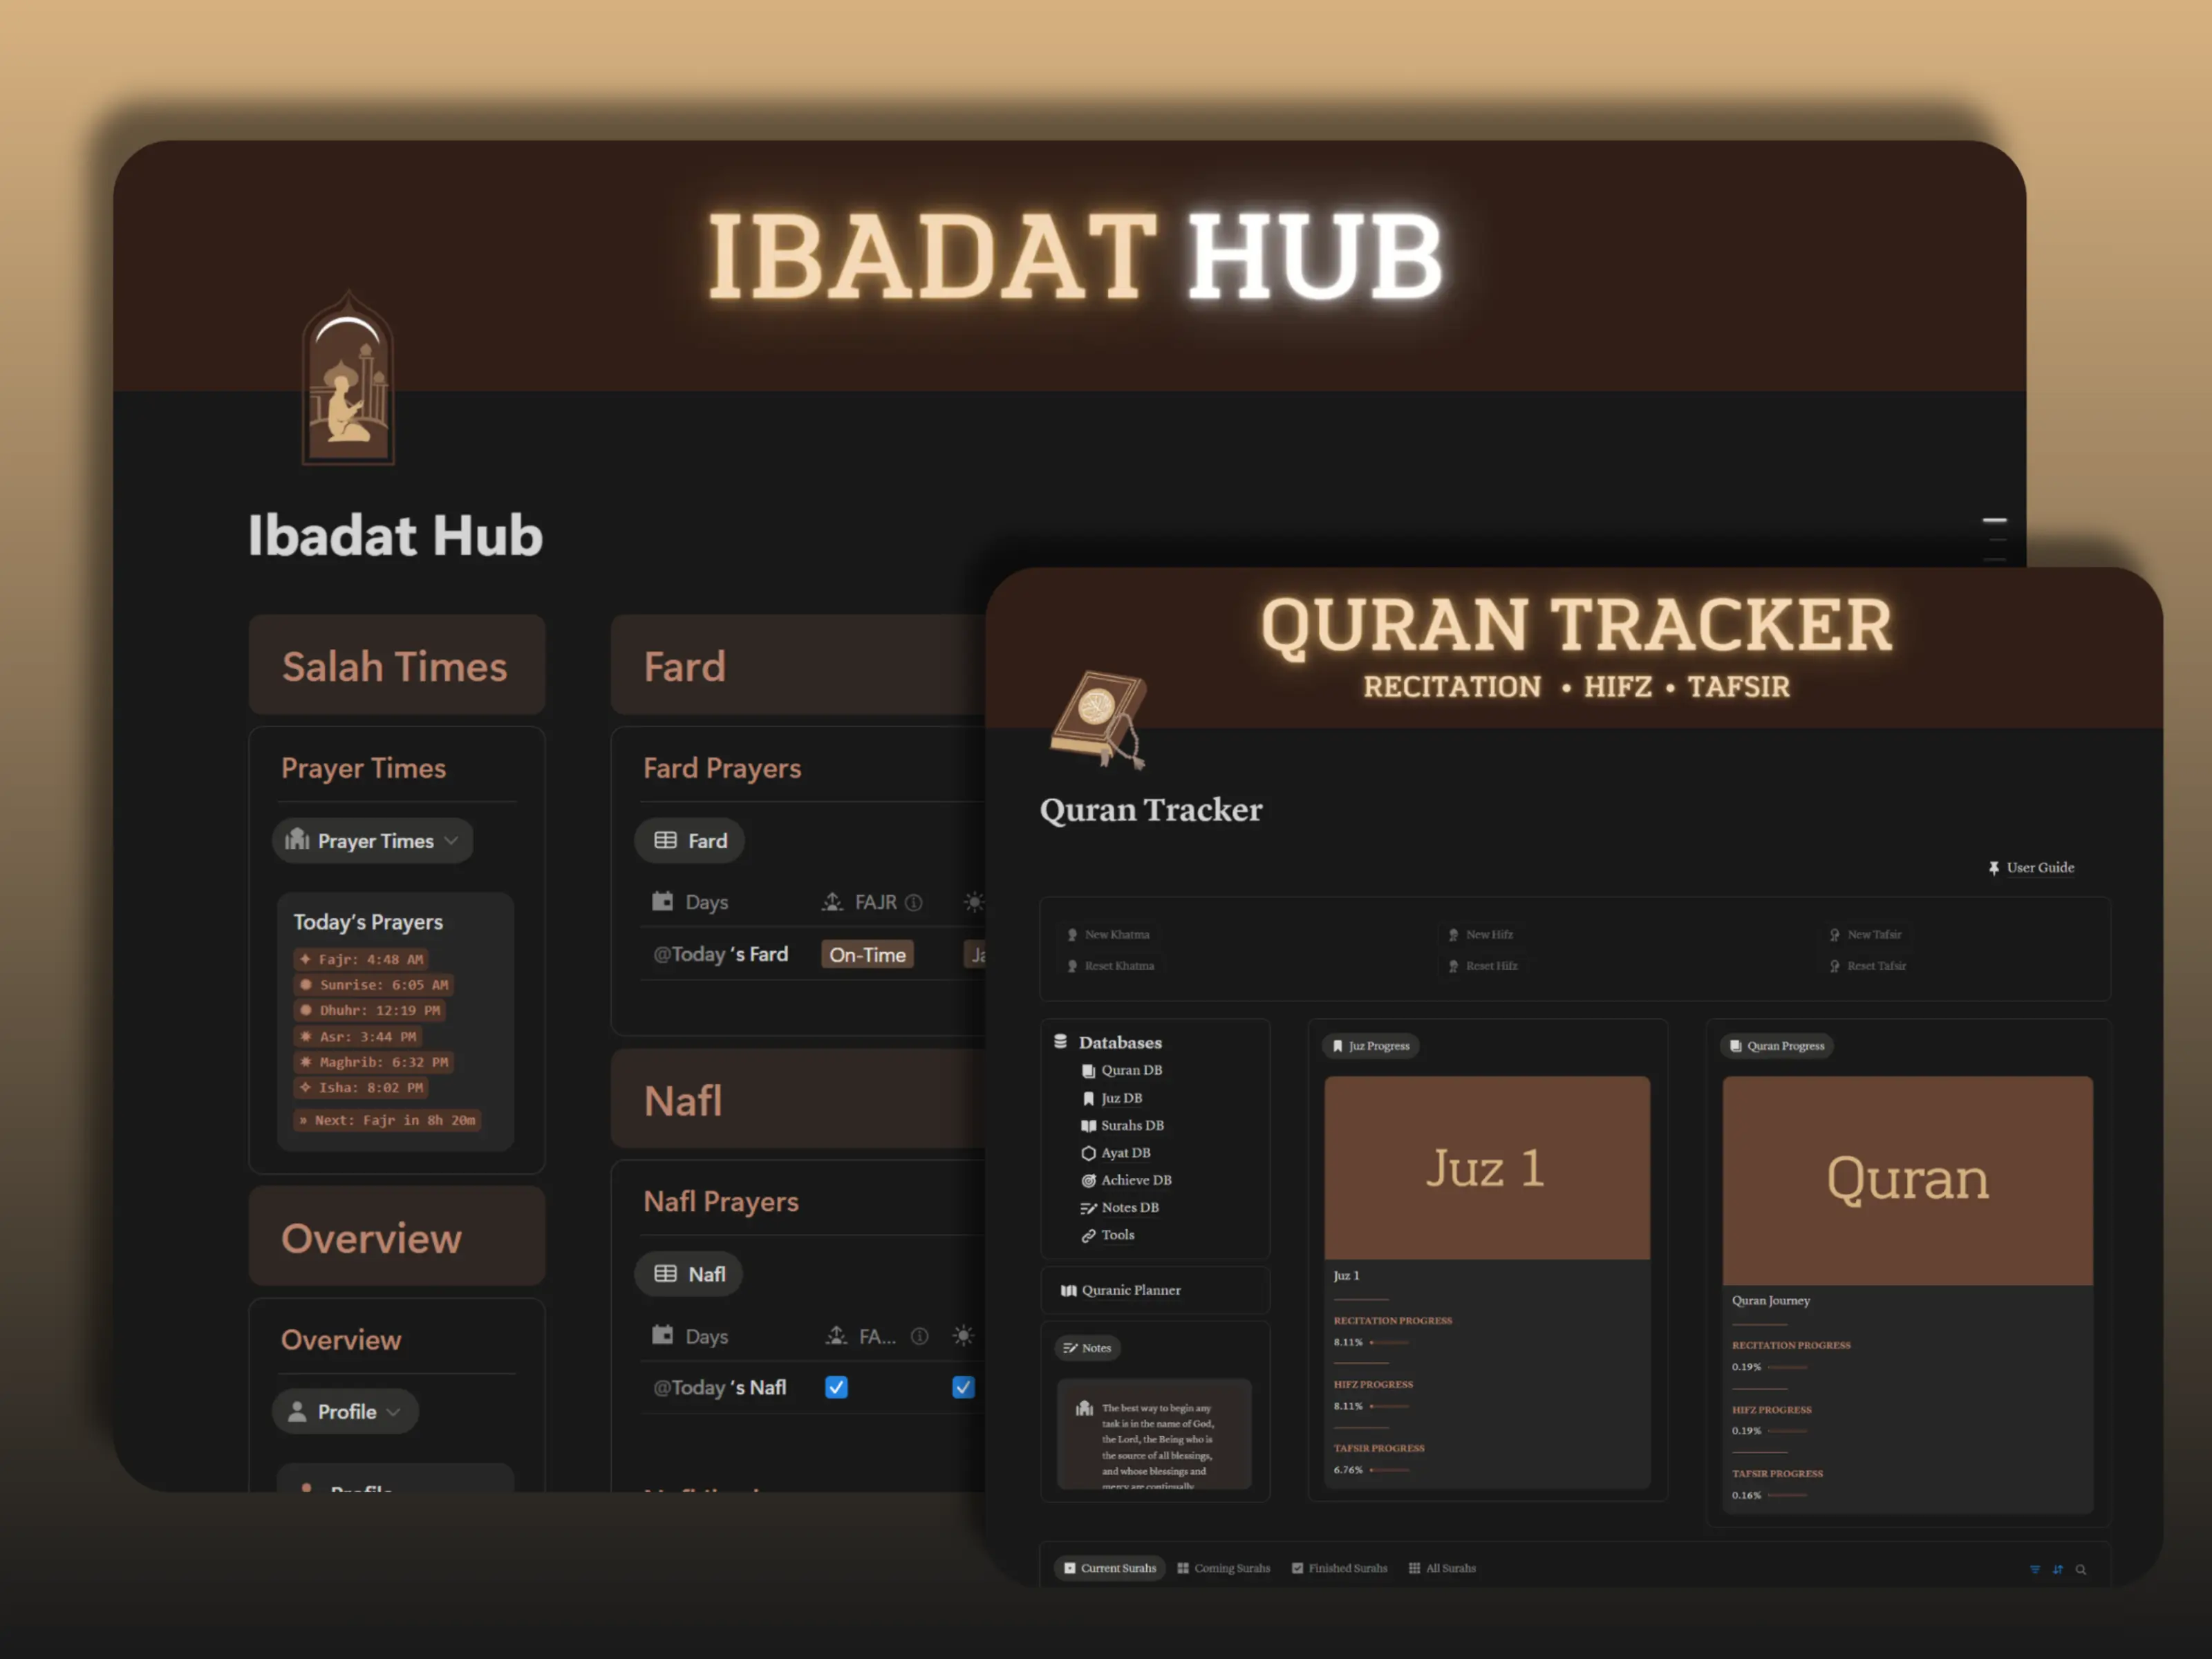 IBADAT HUB
Ibadat Hub
Salah Times
Prayer Times
Prayer Times
Today's Prayers
Fajr: 4:48 AM
Sunrise: 6:05 AM
Dhuhr: 12:19 PM
Asr: 3:44 PM
Maghrib: 6:32 PM
Isha: 8:02 PM
» Next: Fajr in 8h 20m
Overview
Overview
Profile
Profile
Fard
Fard Prayers
Fard
Days FAJR
@Today 's Fard On-Time
Nafl
Nafl Prayers
Nafl
Days FA...
@Today 's Nafl
QURAN TRACKER
RECITATION • HIFZ • TAFSIR
Quran Tracker
User Guide
New Khatma New Hifz New Tafsir
Reset Khatma Reset Hifz Reset Tafsir
Databases
Quran DB
Juz DB
Surahs DB
Ayat DB
Achieve DB
Notes DB
Tools
Quranic Planner
Notes
The best way to begin any
task is in the name of God,
the Lord, the Being who is
the source of all blessings,
and whose blessings and
mercy are continually
Juz Progress
Juz 1
Juz 1
RECITATION PROGRESS
8.11%
HIFZ PROGRESS
8.11%
TAFSIR PROGRESS
6.76%
Quran Progress
Quran
Quran Journey
RECITATION PROGRESS
0.19%
HIFZ PROGRESS
0.19%
TAFSIR PROGRESS
0.16%
Current Surahs Coming Surahs Finished Surahs All Surahs